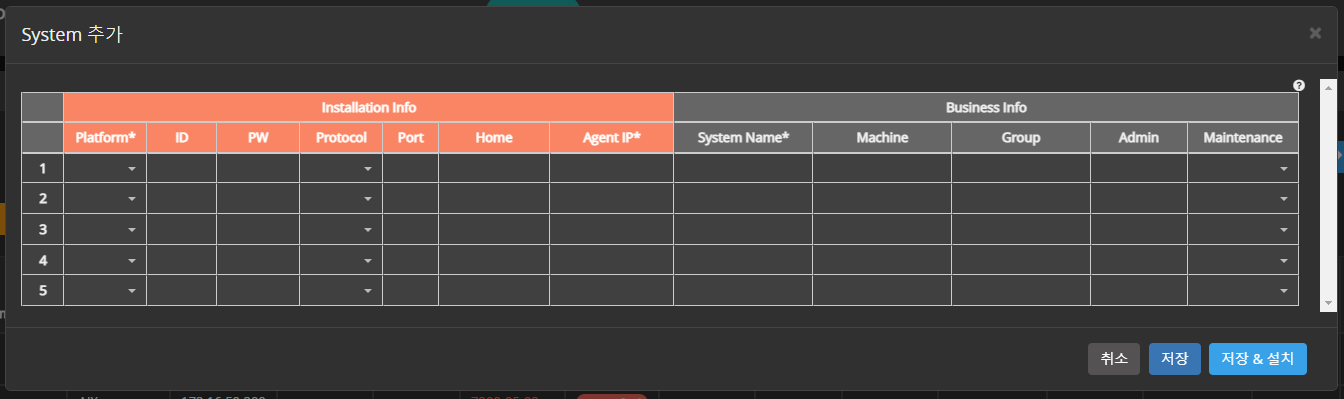 System 추가
×
?
Installation Info Business Info
Platform* ID PW Protocol Port Home Agent IP* System Name* Machine Group Admin Maintenance
1
2
3
4
5
취소 저장 저장 & 설치